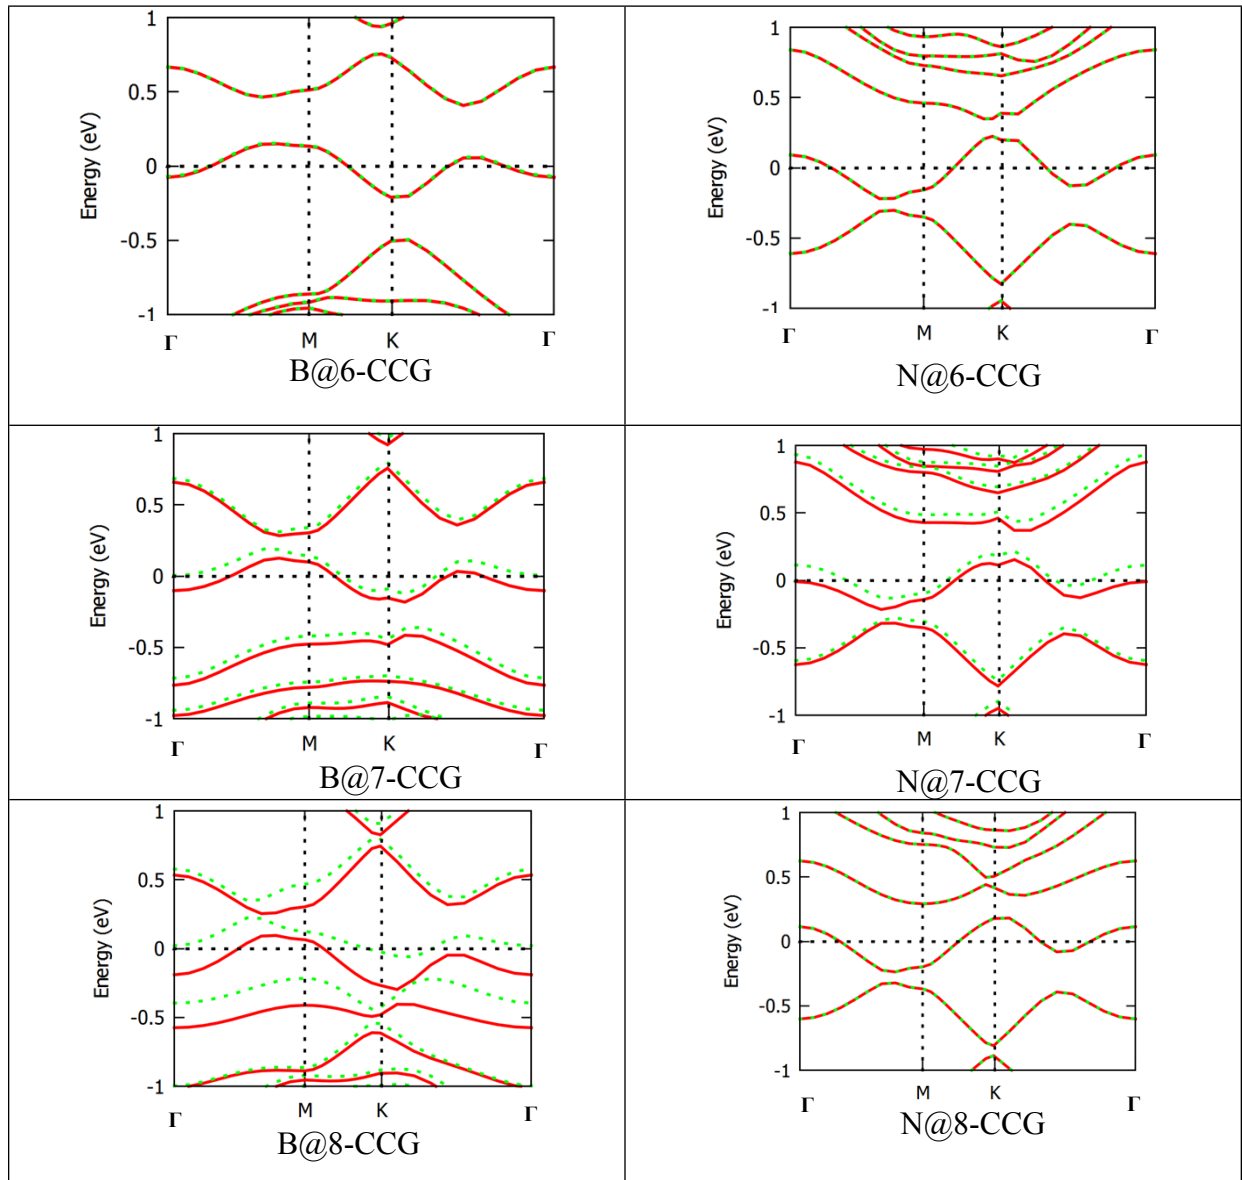 1
0.5
0
-0.5
-1
Energy (eV)
Γ M K Γ
B@6-CCG
1
0.5
0
-0.5
-1
Energy (eV)
Γ M K Γ
N@6-CCG
1
0.5
0
-0.5
-1
Energy (eV)
Γ M K Γ
B@7-CCG
1
0.5
0
-0.5
-1
Energy (eV)
Γ M K Γ
N@7-CCG
1
0.5
0
-0.5
-1
Energy (eV)
Γ M K Γ
B@8-CCG
1
0.5
0
-0.5
-1
Energy (eV)
Γ M K Γ
N@8-CCG